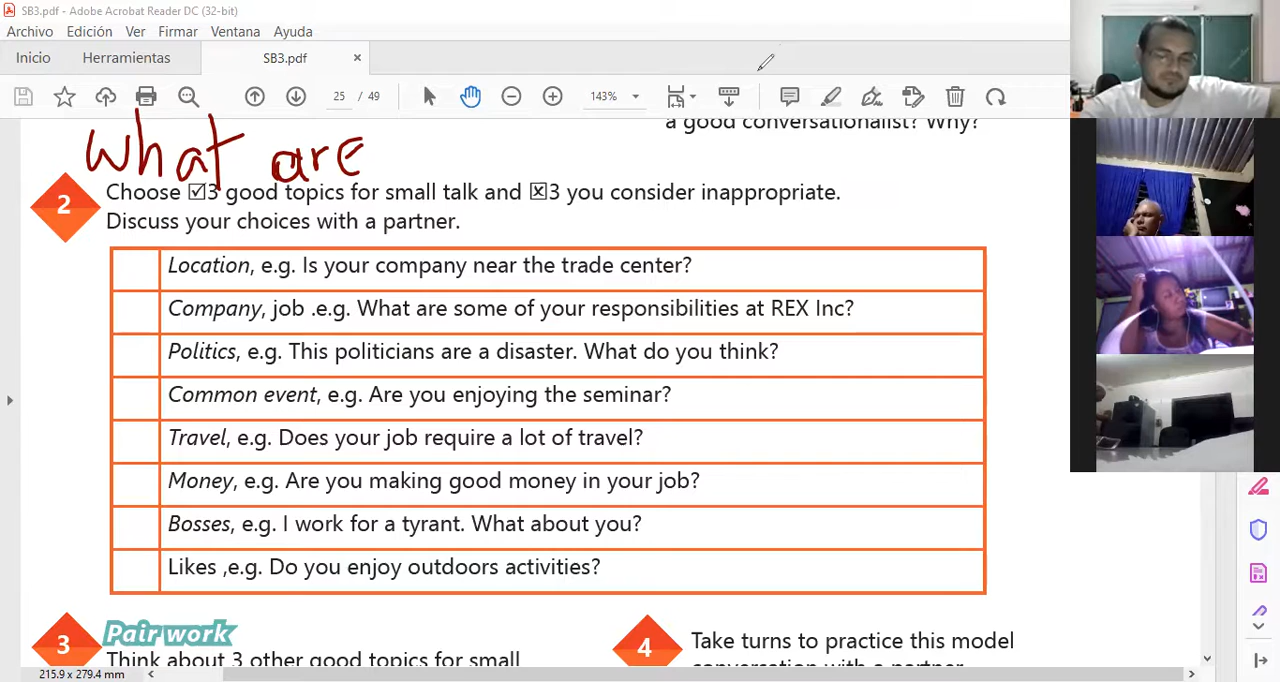 SB3.pdf - Adobe Acrobat Reader DC (32-bit)
Archivo Edición Ver Firmar Ventana Ayuda
Inicio Herramientas SB3.pdf ×
25 / 49 143%
a good conversationalist? Why?
What are
2 Choose ☑3 good topics for small talk and ☒3 you consider inappropriate.
Discuss your choices with a partner.
Location, e.g. Is your company near the trade center?
Company, job .e.g. What are some of your responsibilities at REX Inc?
Politics, e.g. This politicians are a disaster. What do you think?
Common event, e.g. Are you enjoying the seminar?
Travel, e.g. Does your job require a lot of travel?
Money, e.g. Are you making good money in your job?
Bosses, e.g. I work for a tyrant. What about you?
Likes ,e.g. Do you enjoy outdoors activities?
3 Pair work
Think about 3 other good topics for small
4 Take turns to practice this model
conversation with a partner
215.9 x 279.4 mm